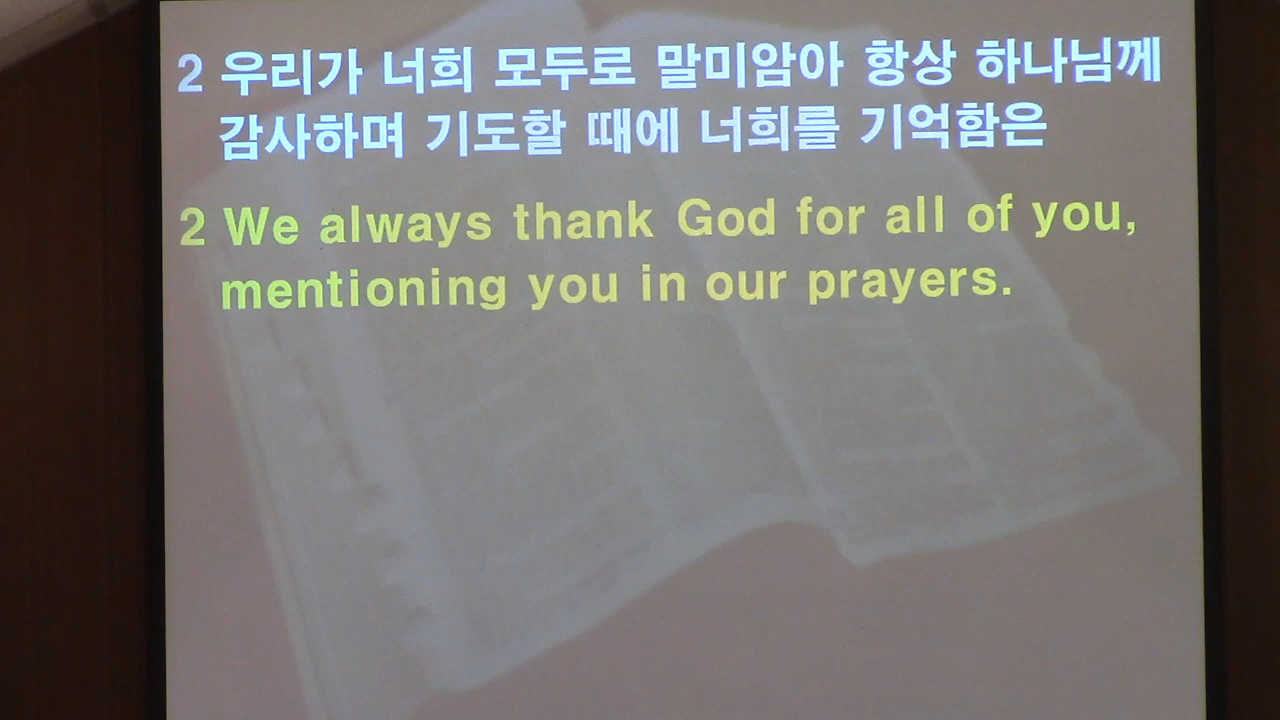 2 우리가 너희 모두로 말미암아 항상 하나님께
감사하며 기도할 때에 너희를 기억함은
2 We always thank God for all of you,
mentioning you in our prayers.